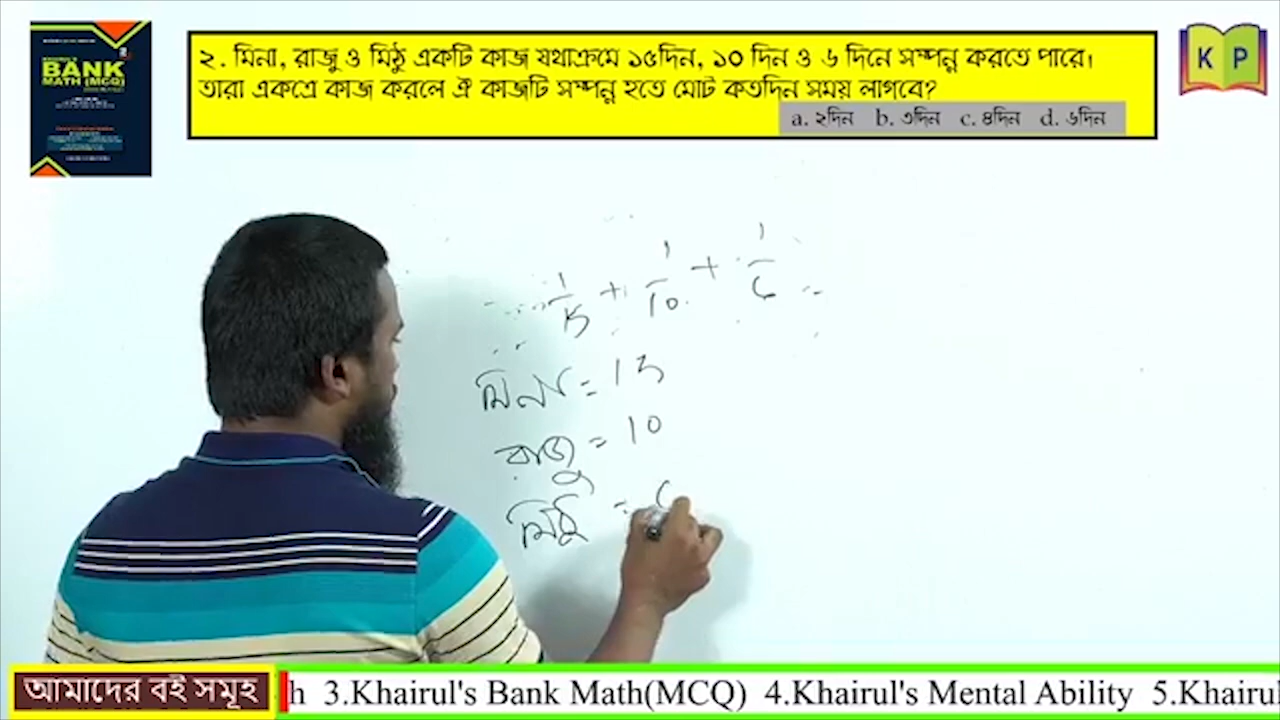 BANK
MATH (MCQ)
২. মিনা, রাজু ও মিঠু একটি কাজ যথাক্রমে ১৫দিন, ১০ দিন ও ৬ দিনে সম্পন্ন করতে পারে।
তারা একত্রে কাজ করলে ঐ কাজটি সম্পন্ন হতে মোট কতদিন সময় লাগবে?
a. ২দিন b. ৩দিন c. ৪দিন d. ৬দিন
K P
1/15 + 1/10 + 1/6 =
মিনা = 15
রাজু = 10
মিঠু =
আমাদের বই সমূহ
h 3.Khairul's Bank Math(MCQ) 4.Khairul's Mental Ability 5.Khairul